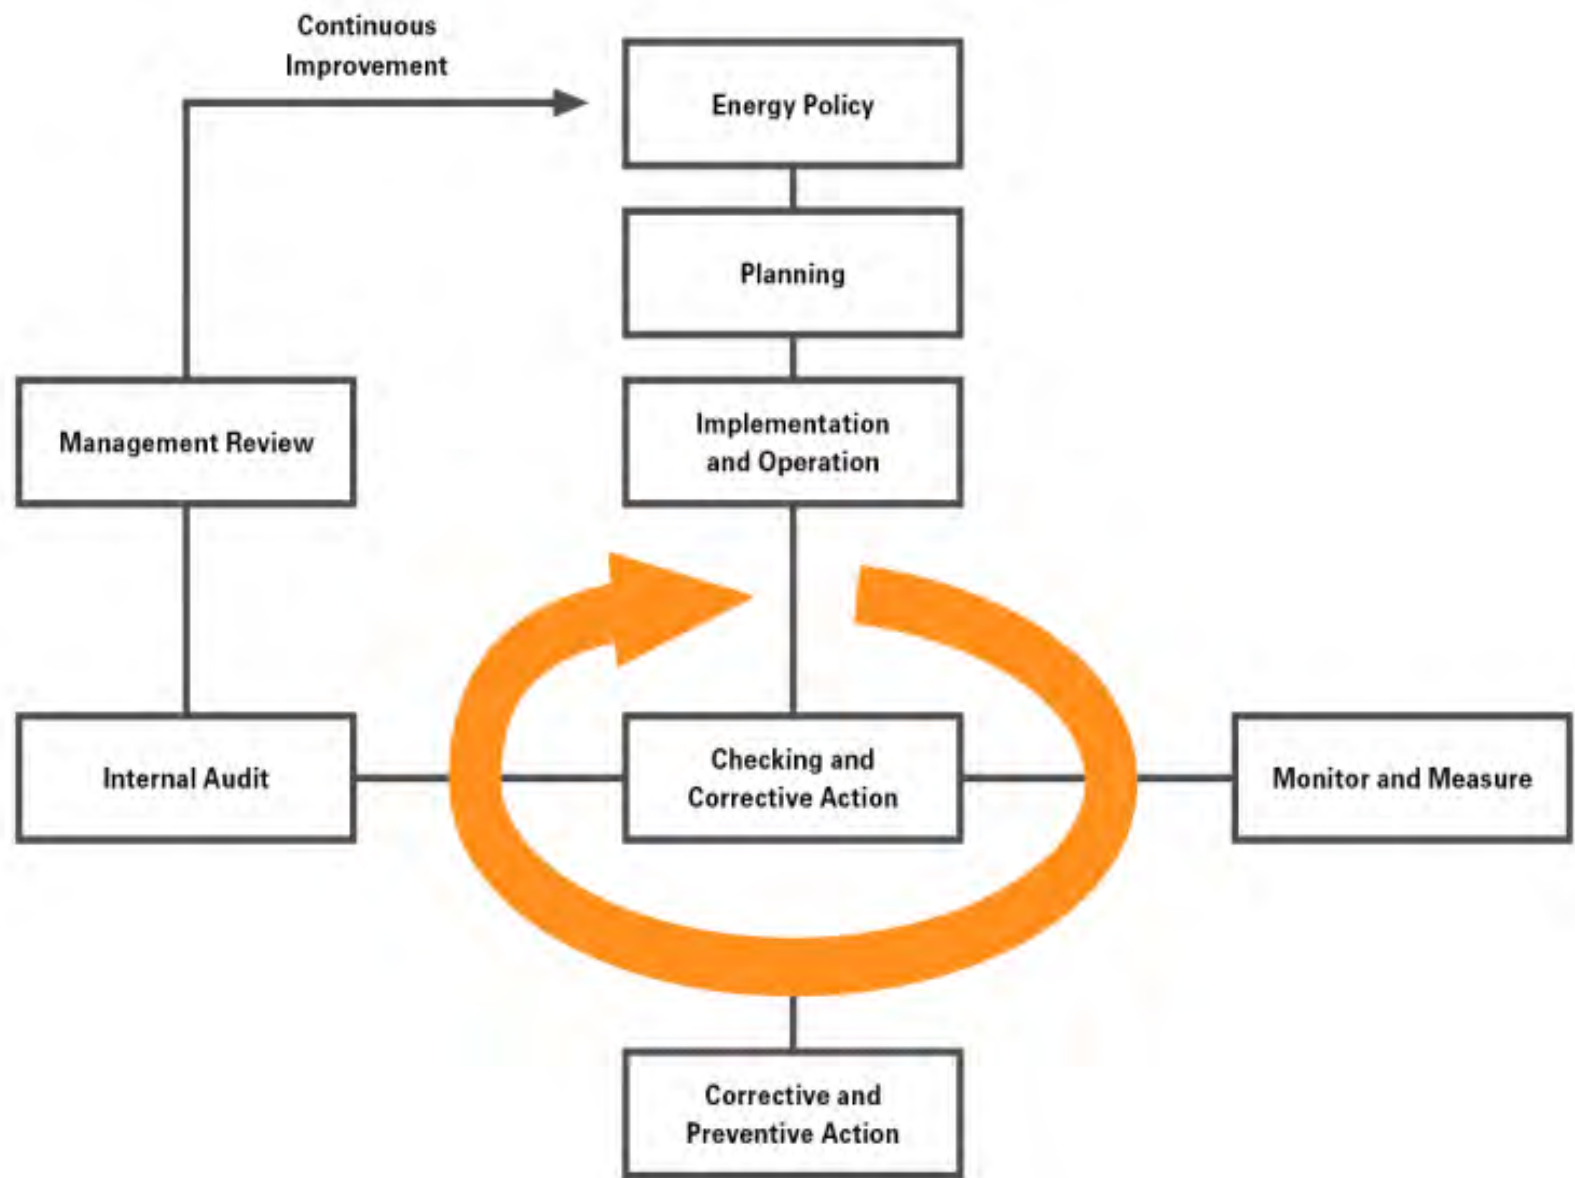 Continuous
Improvement
Energy Policy
Planning
Implementation
and Operation
Management Review
Internal Audit
Checking and
Corrective Action
Monitor and Measure
Corrective and
Preventive Action